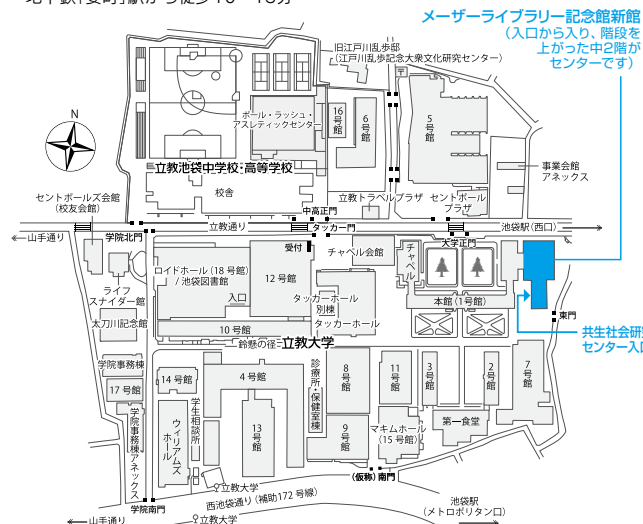 地下鉄「要町」駅から徒歩10〜15分
メーザーライブラリー記念館新館
(入口から入り、階段を
上がった中2階が
センターです)
旧江戸川乱歩邸
(江戸川乱歩記念大衆文化研究センター)
N
ポール・ラッシュ・
アスレティックセンター
16号館
6号館
5号館
事業会館
アネックス
立教池袋中学校・高等学校
校舎
セントポールズ会館
(校友会館)
立教トラベルプラザ
セントポール
プラザ
中高正門
池袋駅(西口)
山手通り
学院北門
立教通り
タッカー門
大学正門
受付
チャペル会館
チャペル
ロイドホール(18号館)
/池袋図書館
入口
12号館
タッカーホール
別棟
タッカーホール
本館(1号館)
ライフ
スナイダー館
太刀川記念館
10号館
鈴懸の径
立教大学
東門
共生社会研究
センター入口
学院事務棟
17号館
14号館
4号館
診療所・保健室棟
8号館
11号館
3号館
2号館
7号館
学院事務棟アネックス
ウィリアムズホール
学生相談所
13号館
9号館
マキムホール
(15号館)
第一食堂
(仮称)南門
学院南門
立教大学
西池袋通り(補助172号線)
池袋駅
(メトロポリタン口)
山手通り
立教大学